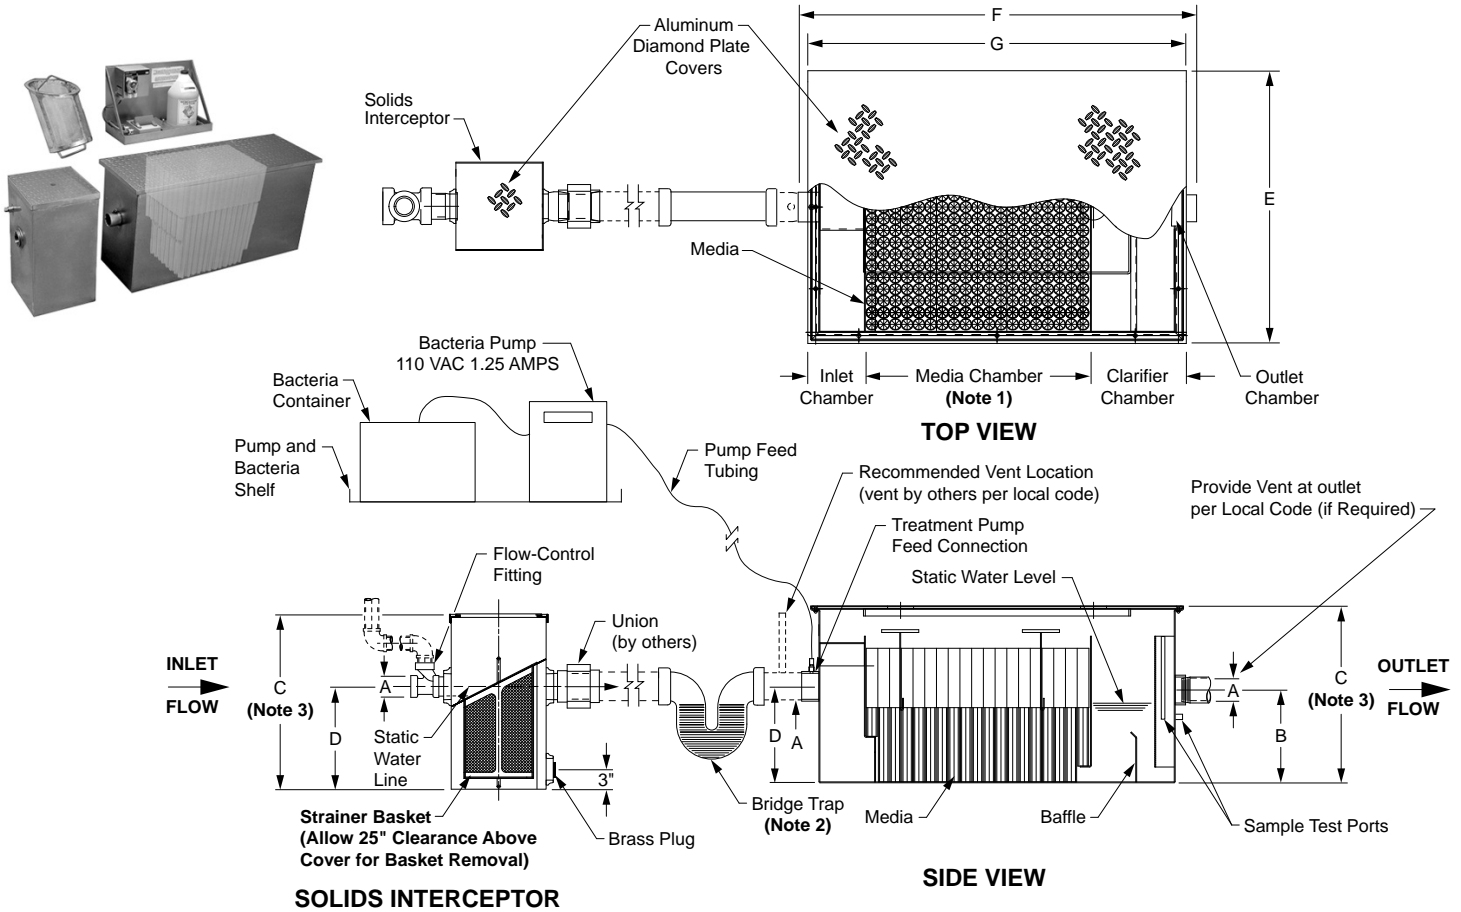 F
Aluminum
Diamond Plate
Covers
G
Solids
Interceptor
E
Media
Inlet
Chamber
Media Chamber
(Note 1)
Clarifier
Chamber
Outlet
Chamber
TOP VIEW
Bacteria Pump
110 VAC 1.25 AMPS
Bacteria
Container
Pump and
Bacteria
Shelf
Pump Feed
Tubing
Recommended Vent Location
(vent by others per local code)
Provide Vent at outlet
per Local Code (if Required)
Treatment Pump
Feed Connection
Static Water Level
Flow-Control
Fitting
Union
(by others)
INLET
FLOW
C
(Note 3)
A
D
Static
Water
Line
3"
Strainer Basket
(Allow 25" Clearance Above
Cover for Basket Removal)
Brass Plug
SOLIDS INTERCEPTOR
D
A
Bridge Trap
(Note 2)
Media
Baffle
Sample Test Ports
A
B
C
(Note 3)
OUTLET
FLOW
SIDE VIEW